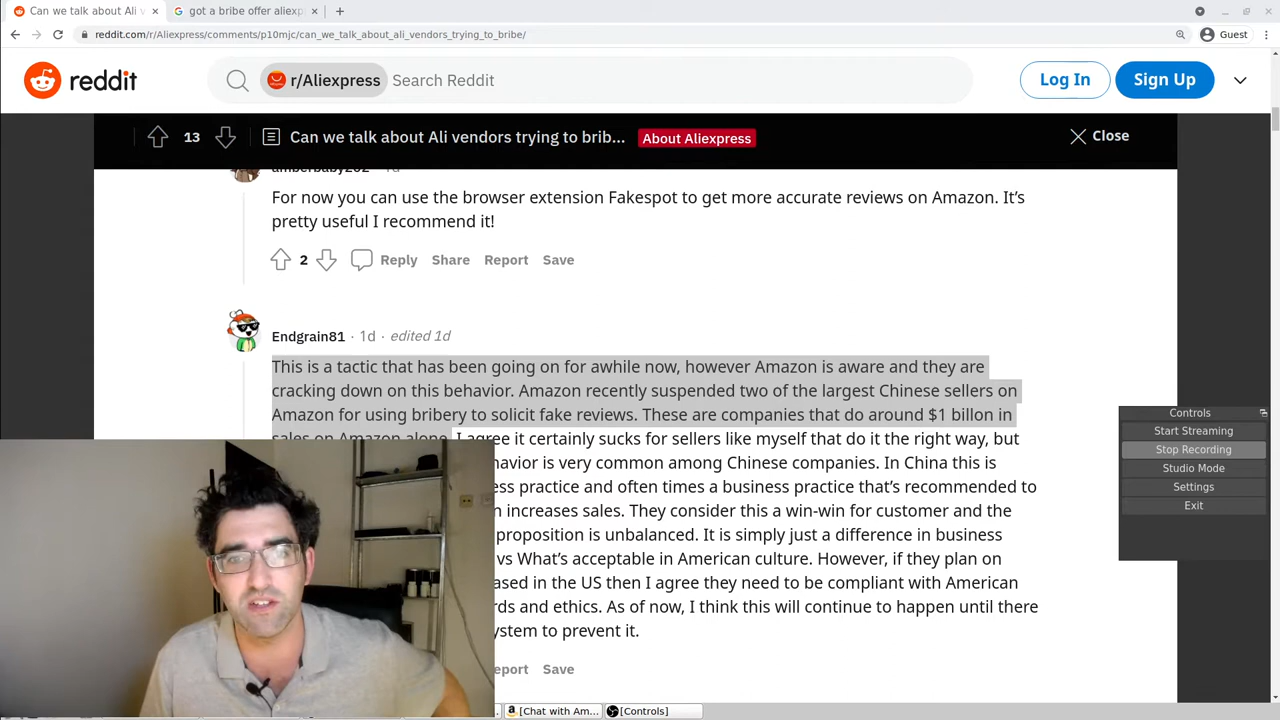 Can we talk about Ali v
got a bribe offer aliexp
reddit.com/r/Aliexpress/comments/p10mjc/can_we_talk_about_ali_vendors_trying_to_bribe/
Guest
reddit
r/Aliexpress
Search Reddit
Log In
Sign Up
13
Can we talk about Ali vendors trying to brib...
About Aliexpress
Close
For now you can use the browser extension Fakespot to get more accurate reviews on Amazon. It’s
pretty useful I recommend it!
2
Reply
Share
Report
Save
Endgrain81 · 1d · edited 1d
This is a tactic that has been going on for awhile now, however Amazon is aware and they are
cracking down on this behavior. Amazon recently suspended two of the largest Chinese sellers on
Amazon for using bribery to solicit fake reviews. These are companies that do around $1 billon in
sales on Amazon alone. I agree it certainly sucks for sellers like myself that do it the right way, but
havior is very common among Chinese companies. In China this is
ess practice and often times a business practice that’s recommended to
n increases sales. They consider this a win-win for customer and the
proposition is unbalanced. It is simply just a difference in business
vs What’s acceptable in American culture. However, if they plan on
ased in the US then I agree they need to be compliant with American
rds and ethics. As of now, I think this will continue to happen until there
ystem to prevent it.
eport
Save
Controls
Start Streaming
Stop Recording
Studio Mode
Settings
Exit
[Chat with Am...
[Controls]